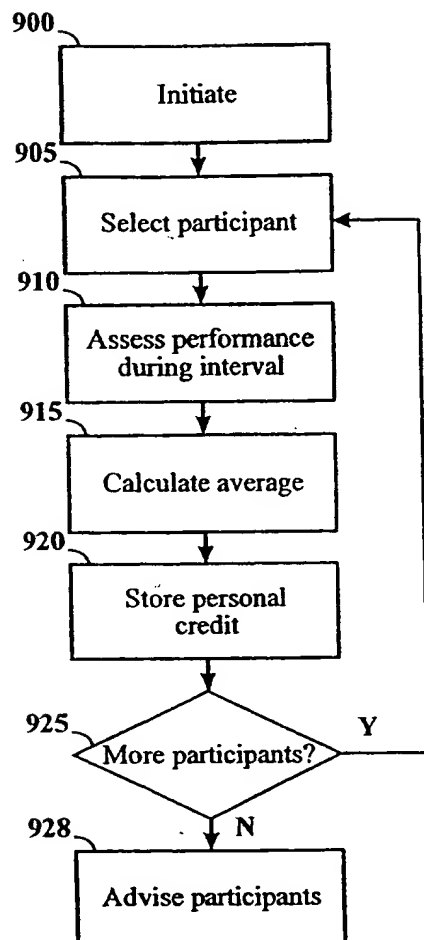 900
Initiate
905
Select participant
910
Assess performance
during interval
915
Calculate average
920
Store personal
credit
925
More participants?
Y
N
928
Advise participants